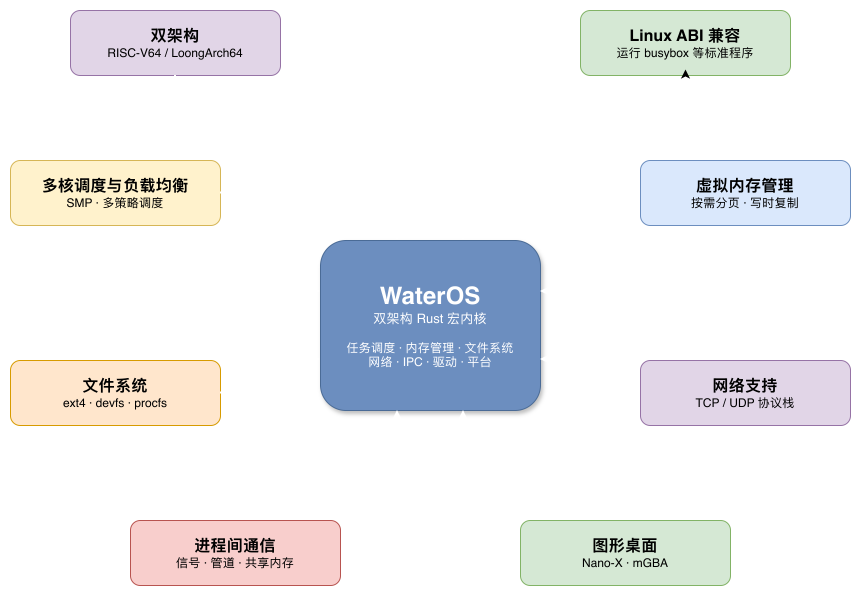 双架构
RISC-V64 / LoongArch64
Linux ABI 兼容
运行 busybox 等标准程序
多核调度与负载均衡
SMP · 多策略调度
虚拟内存管理
按需分页 · 写时复制
WaterOS
双架构 Rust 宏内核
任务调度 · 内存管理 · 文件系统
网络 · IPC · 驱动 · 平台
文件系统
ext4 · devfs · procfs
网络支持
TCP / UDP 协议栈
进程间通信
信号 · 管道 · 共享内存
图形桌面
Nano-X · mGBA